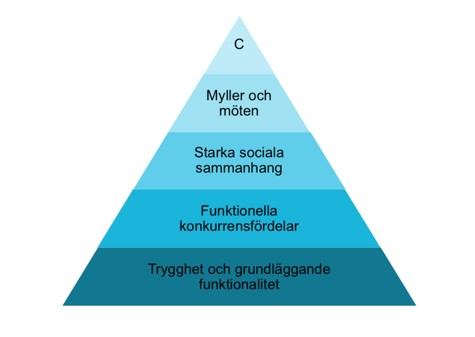 C
Myller och
möten
Starka sociala
sammanhang
Funktionella
konkurrensfördelar
Trygghet och grundläggande
funktionalitet